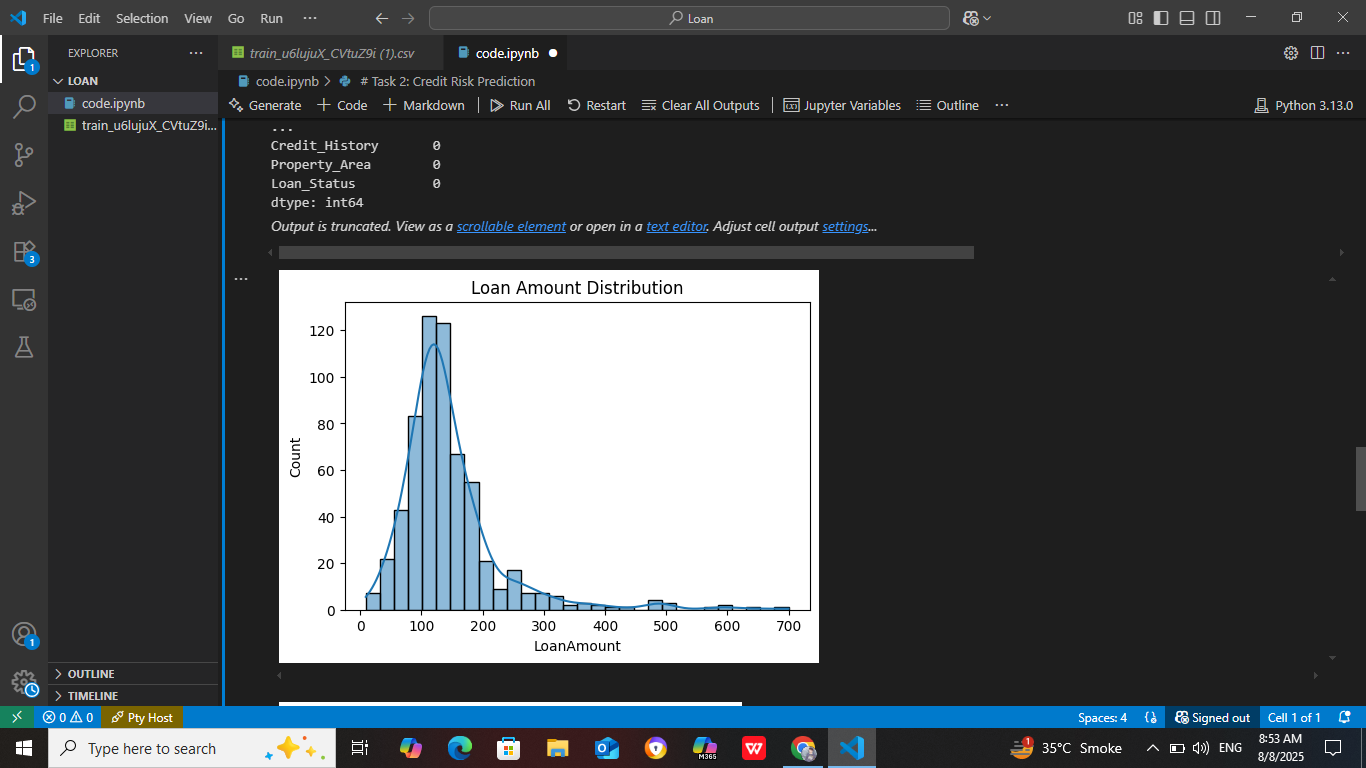 File Edit Selection View Go Run ···
Loan
EXPLORER ···
LOAN
code.ipynb
train_u6lujuX_CVtuZ9i...
OUTLINE
TIMELINE
1
3
1
train_u6lujuX_CVtuZ9i (1).csv
code.ipynb
code.ipynb > # Task 2: Credit Risk Prediction
Generate + Code + Markdown Run All Restart Clear All Outputs Jupyter Variables Outline ··· Python 3.13.0
...
Credit_History 0
Property_Area 0
Loan_Status 0
dtype: int64
Output is truncated. View as a scrollable element or open in a text editor. Adjust cell output settings...
...
Loan Amount Distribution
120
100
80
60
40
20
0
Count
0 100 200 300 400 500 600 700
LoanAmount
0 0 Pty Host Spaces: 4 {} Signed out Cell 1 of 1
Type here to search
M365
W
1
35°C Smoke
ENG
8:53 AM
8/8/2025